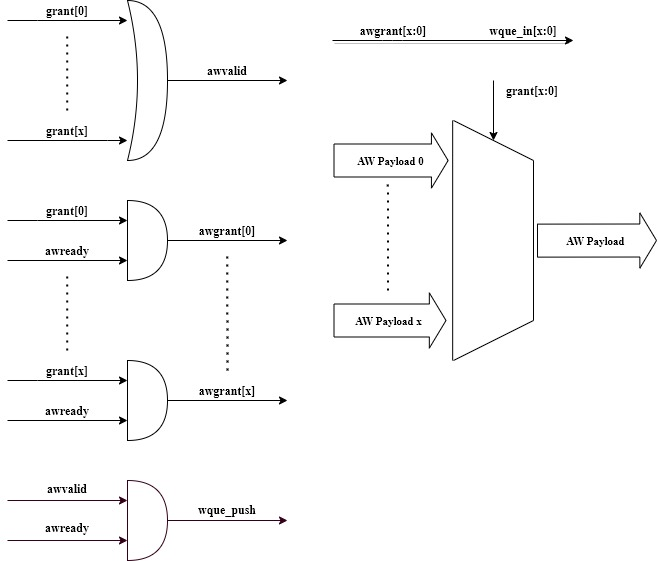 grant[0]
grant[x]
awvalid
grant[0]
awready
awgrant[0]
grant[x]
awready
awgrant[x]
awvalid
awready
wque_push
awgrant[x:0]
wque_in[x:0]
grant[x:0]
AW Payload 0
AW Payload x
AW Payload